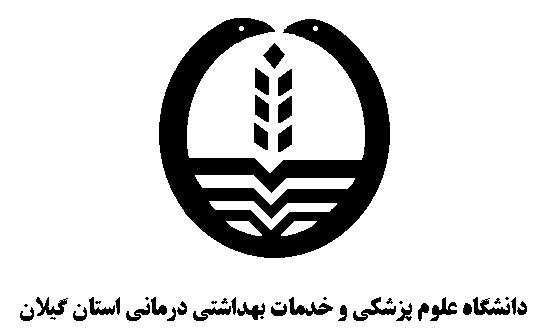 دانشگاه علوم پزشکی و خدمات بهداشتی درمانی استان گیلان